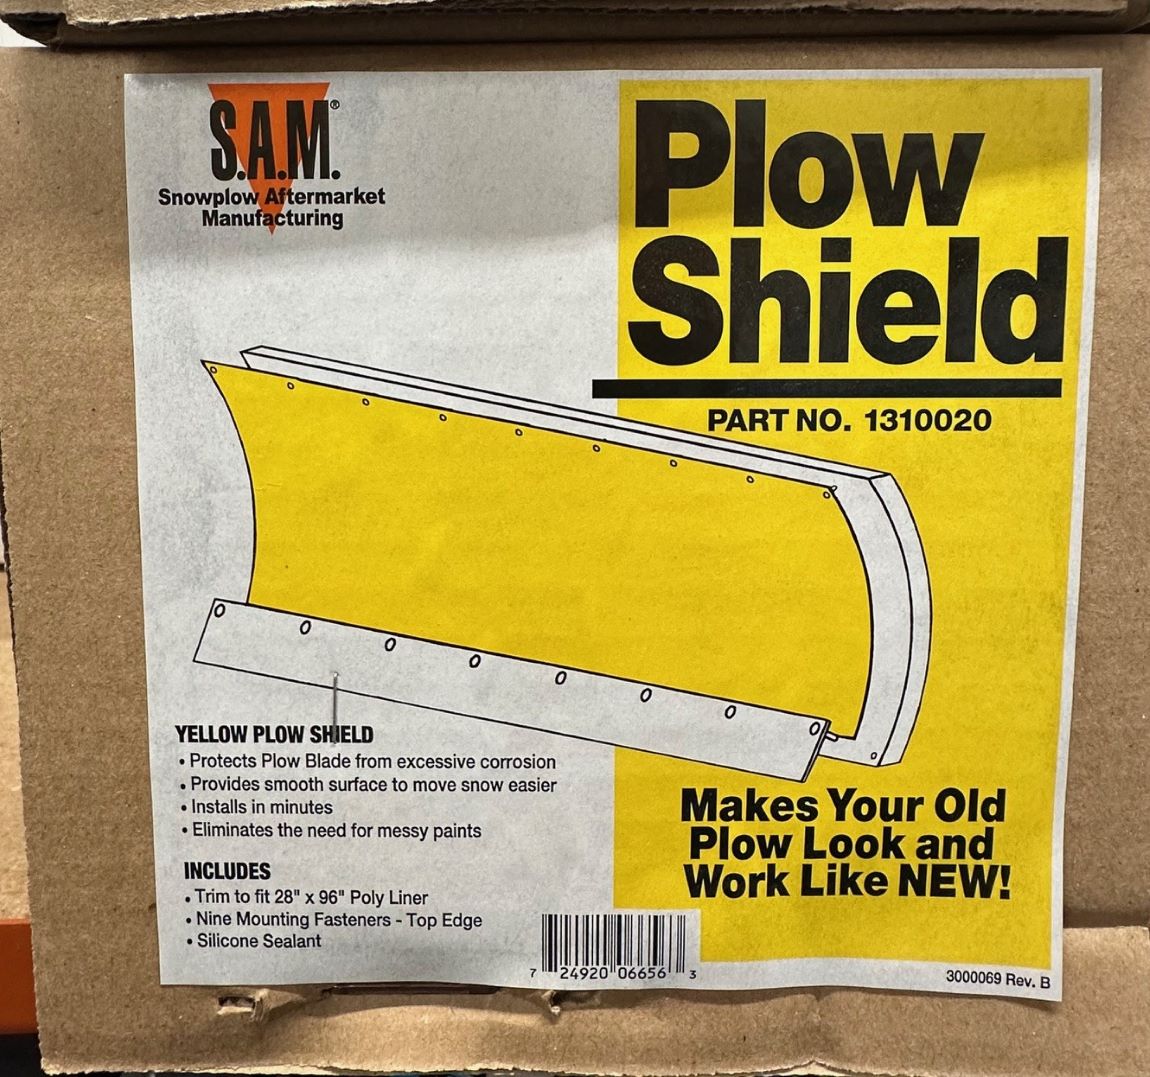 S.A.M.®
Snowplow Aftermarket
Manufacturing
Plow
Shield
PART NO. 1310020
YELLOW PLOW SHIELD
• Protects Plow Blade from excessive corrosion
• Provides smooth surface to move snow easier
• Installs in minutes
• Eliminates the need for messy paints
INCLUDES
• Trim to fit 28" x 96" Poly Liner
• Nine Mounting Fasteners - Top Edge
• Silicone Sealant
Makes Your Old
Plow Look and
Work Like NEW!
7 24920 06656 3
3000069 Rev. B